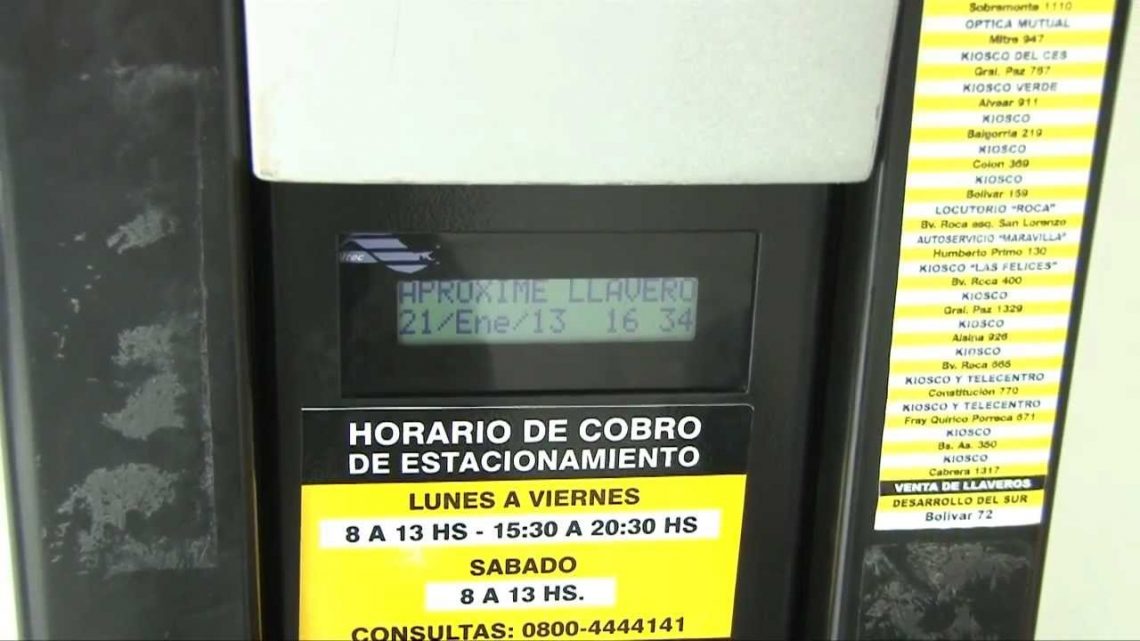 APROXIME LLAVERO
21/Ene/13 16 34
HORARIO DE COBRO
DE ESTACIONAMIENTO
LUNES A VIERNES
8 A 13 HS - 15:30 A 20:30 HS
SABADO
8 A 13 HS.
CONSULTAS: 0800-4444141
Sobremonte 1110
OPTICA MUTUAL
Mitre 947
KIOSCO DEL CES
Gral. Paz 767
KIOSCO VERDE
Alvear 911
KIOSCO
Baigorria 219
KIOSCO
Colon 369
KIOSCO
Bolivar 159
LOCUTORIO "ROCA"
Bv. Roca esq. San Lorenzo
AUTOSERVICIO "MARAVILLA"
Humberto Primo 130
KIOSCO "LAS FELICES"
Bv. Roca 400
KIOSCO
Gral. Paz 1329
KIOSCO
Alsina 926
KIOSCO
Bv. Roca 665
KIOSCO Y TELECENTRO
Constitución 770
KIOSCO Y TELECENTRO
Fray Quirico Porreca 671
KIOSCO
Bs. As. 350
KIOSCO
Cabrera 1317
VENTA DE LLAVEROS
DESARROLLO DEL SUR
Bolivar 72